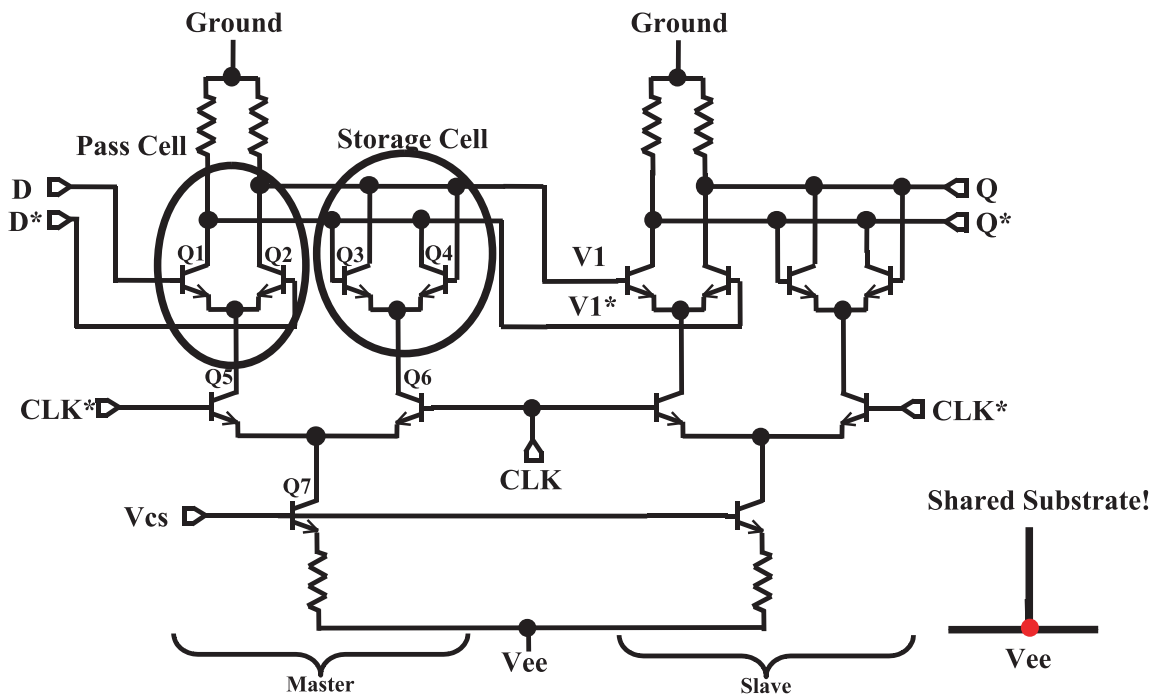 Ground
Ground
Pass Cell
Storage Cell
D
D*
Q
Q*
Q1
Q2
Q3
Q4
V1
V1*
Q5
Q6
CLK*
CLK*
CLK
Q7
Vcs
Shared Substrate!
Vee
Vee
Master
Slave